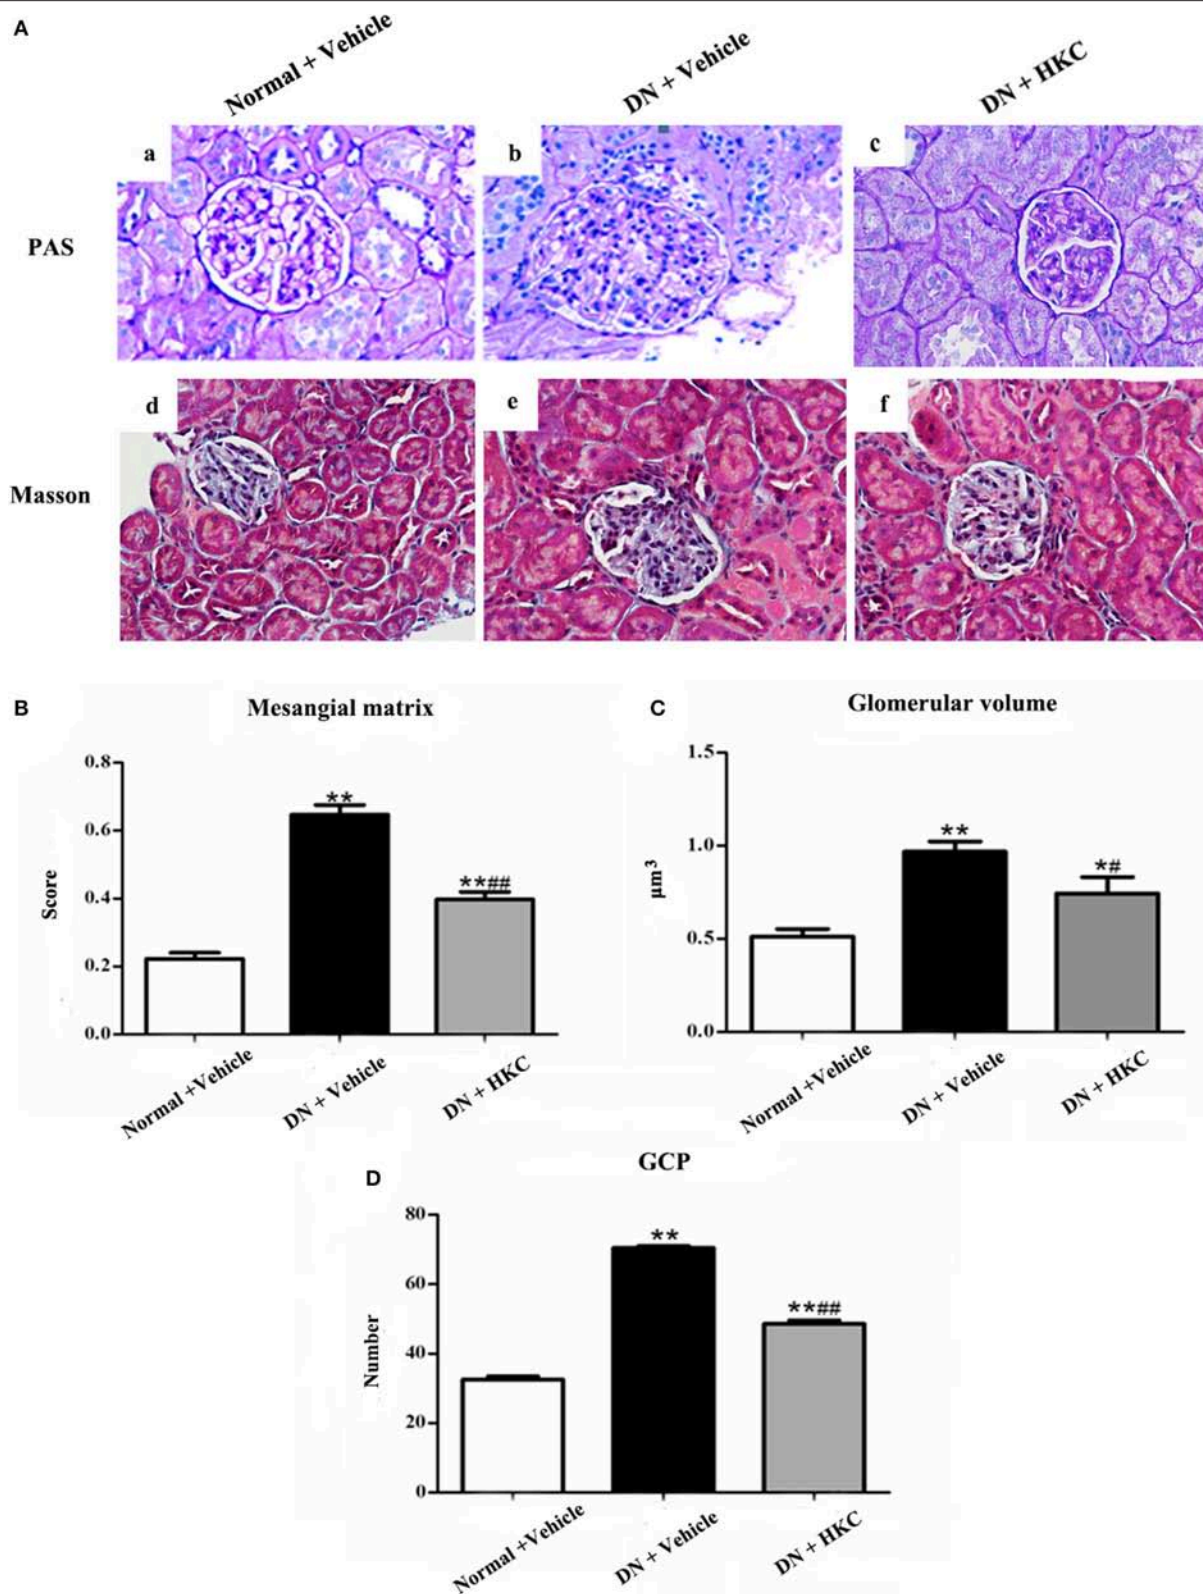 A
Normal + Vehicle
DN + Vehicle
DN + HKC
PAS
a
b
c
Masson
d
e
f
B
Mesangial matrix
Score
0.8
0.6
0.4
0.2
0.0
**
**##
Normal +Vehicle
DN + Vehicle
DN + HKC
C
Glomerular volume
μm³
1.5
1.0
0.5
0.0
**
*#
Normal +Vehicle
DN + Vehicle
DN + HKC
D
GCP
Number
80
60
40
20
0
**
**##
Normal +Vehicle
DN + Vehicle
DN + HKC